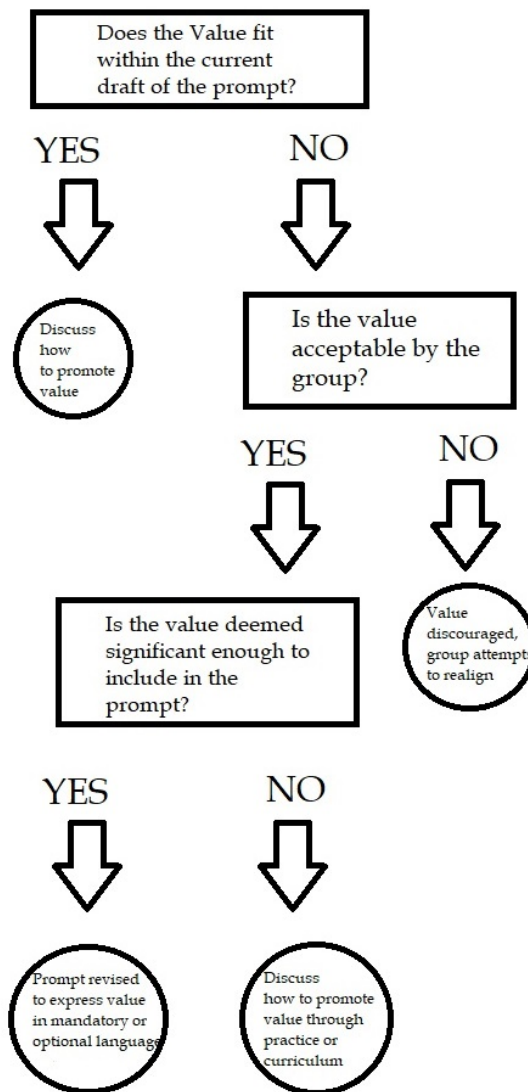 Does the Value fit
within the current
draft of the prompt?
YES
NO
Discuss
how
to promote
value
Is the value
acceptable by the
group?
YES
NO
Is the value deemed
significant enough to
include in the
prompt?
Value
discouraged,
group attempts
to realign
YES
NO
Prompt revised
to express value
in mandatory or
optional language
Discuss
how to promote
value through
practice or
curriculum